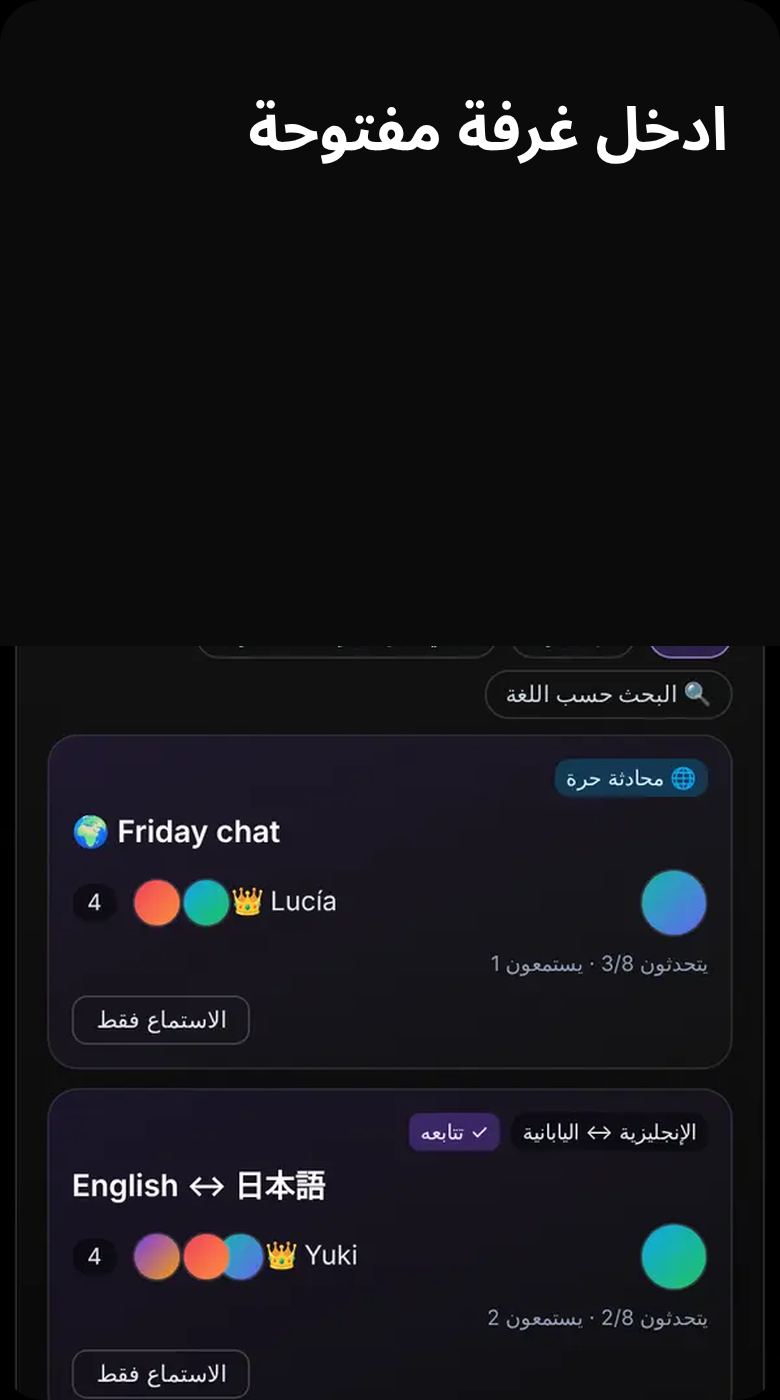 ادخل غرفة مفتوحة
🔍 البحث حسب اللغة
🌐 محادثة حرة
🌍 Friday chat
4 👑 Lucía
يتحدثون 3/8 · يستمعون 1
الاستماع فقط
الإنجليزية ↔ اليابانية ✓ تتابعه
English ↔ 日本語
4 👑 Yuki
يتحدثون 2/8 · يستمعون 2
الاستماع فقط